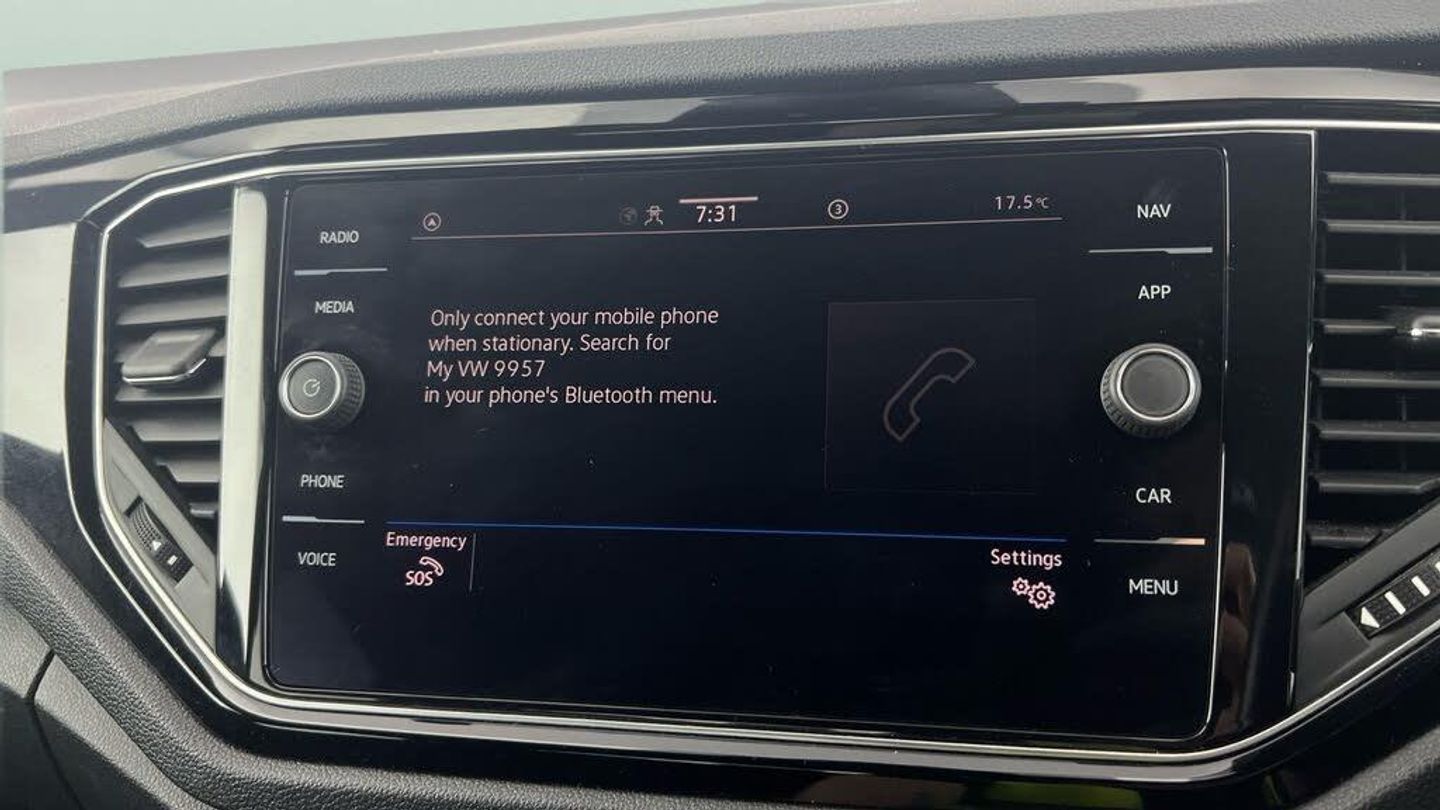 7:31
3
17.5°C
RADIO
MEDIA
PHONE
VOICE
Only connect your mobile phone
when stationary. Search for
My VW 9957
in your phone's Bluetooth menu.
Emergency
SOS
Settings
NAV
APP
CAR
MENU